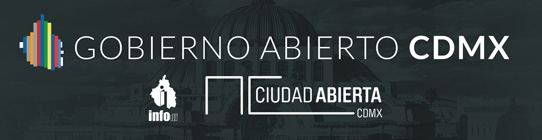 GOBIERNO ABIERTO CDMX
info
CIUDAD ABIERTA
CDMX